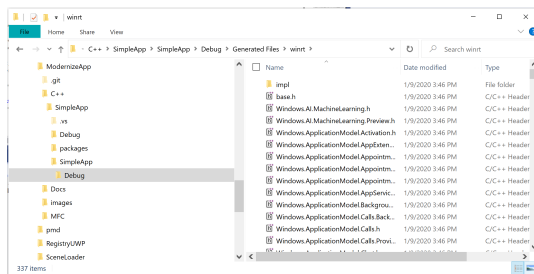 winrt
File Home Share View
C++ > SimpleApp > SimpleApp > Debug > Generated Files > winrt > Search winrt
ModernizeApp
.git
C++
SimpleApp
.vs
Debug
packages
SimpleApp
Debug
Docs
images
MFC
pmd
RegistryUWP
SceneLoader
Name Date modified Type
impl 1/9/2020 3:46 PM File folder
base.h 1/9/2020 3:46 PM C/C++ Header
Windows.AI.MachineLearning.h 1/9/2020 3:46 PM C/C++ Header
Windows.AI.MachineLearning.Preview.h 1/9/2020 3:46 PM C/C++ Header
Windows.ApplicationModel.Activation.h 1/9/2020 3:46 PM C/C++ Header
Windows.ApplicationModel.AppExten... 1/9/2020 3:46 PM C/C++ Header
Windows.ApplicationModel.Appointm... 1/9/2020 3:46 PM C/C++ Header
Windows.ApplicationModel.Appointm... 1/9/2020 3:46 PM C/C++ Header
Windows.ApplicationModel.Appointm... 1/9/2020 3:46 PM C/C++ Header
Windows.ApplicationModel.AppServic... 1/9/2020 3:46 PM C/C++ Header
Windows.ApplicationModel.Backgrou... 1/9/2020 3:46 PM C/C++ Header
Windows.ApplicationModel.Calls.Back... 1/9/2020 3:46 PM C/C++ Header
Windows.ApplicationModel.Calls.h 1/9/2020 3:46 PM C/C++ Header
Windows.ApplicationModel.Calls.Provi... 1/9/2020 3:46 PM C/C++ Header
337 items